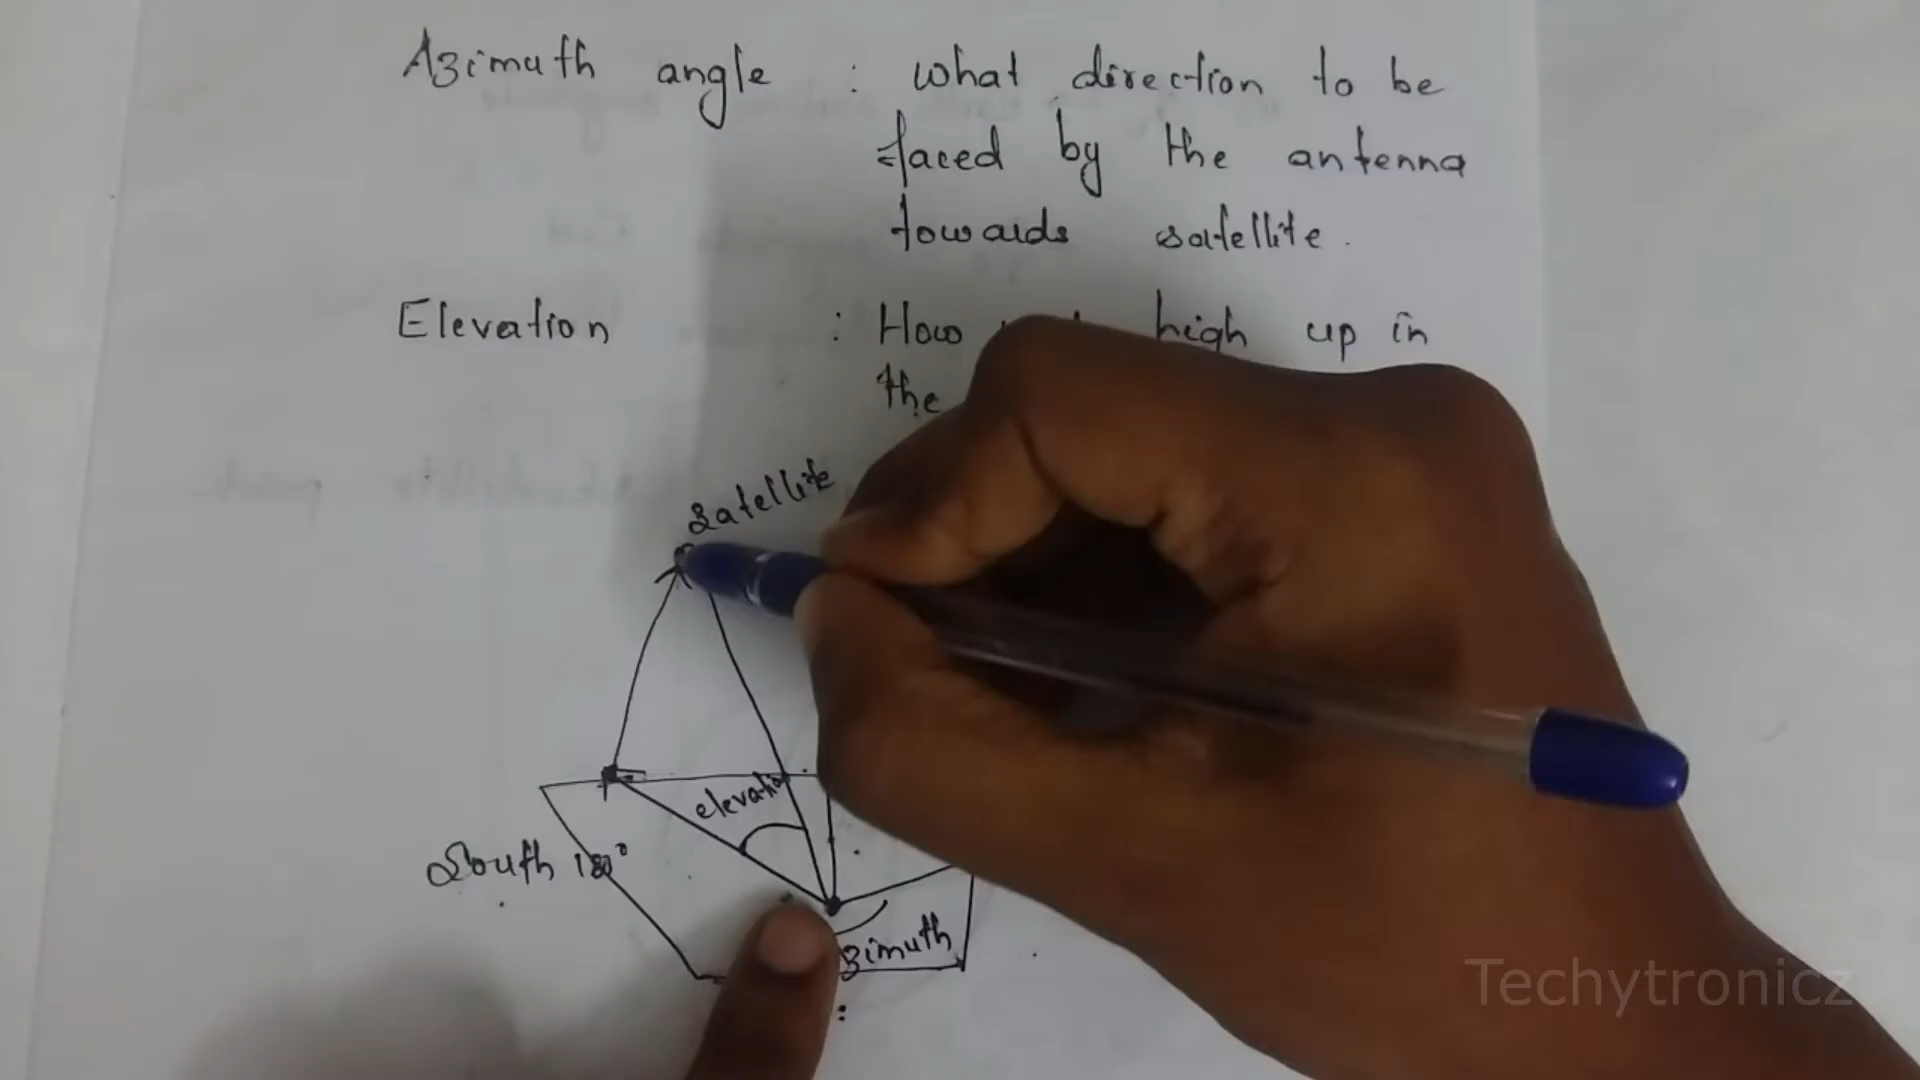 Azimuth angle : what direction to be
faced by the antenna
towards satellite.
Elevation : How high up in
the
Satellite
elevatio
South 180°
zimuth
Techytronicz